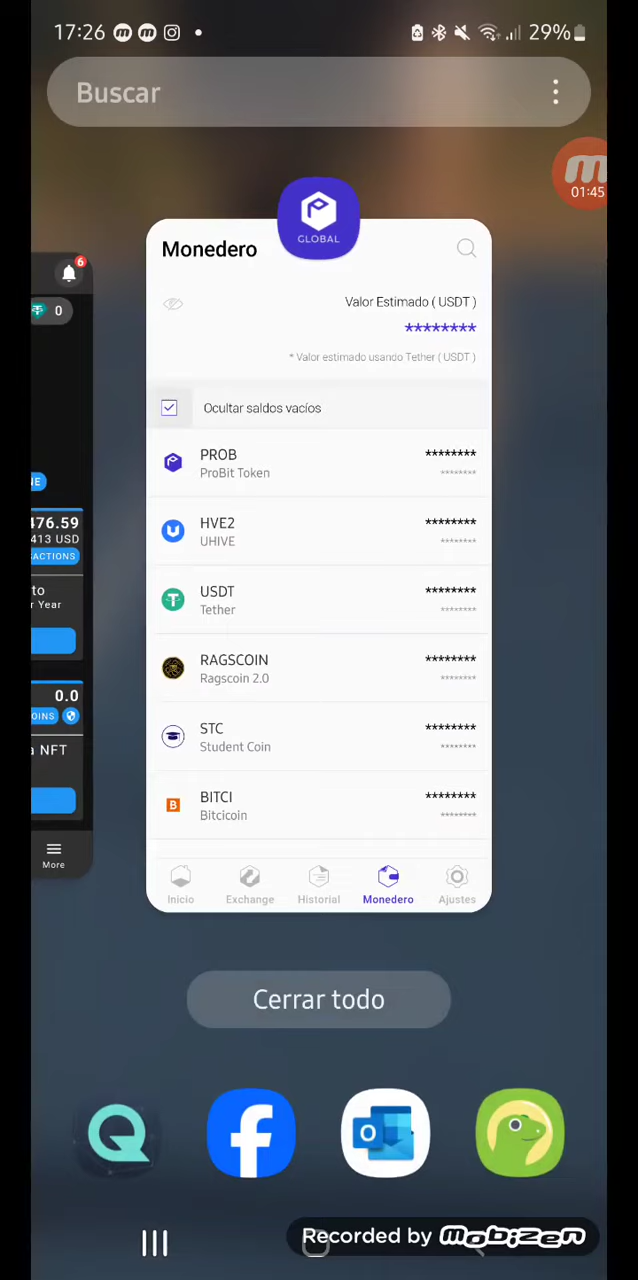 17:26
29%
Buscar
01:45
GLOBAL
Monedero
6
0
Valor Estimado ( USDT )
********
* Valor estimado usando Tether ( USDT )
Ocultar saldos vacíos
PROB
********
ProBit Token
********
NE
HVE2
********
UHIVE
********
476.59
413 USD
ACTIONS
to
r Year
USDT
********
Tether
********
RAGSCOIN
********
Ragscoin 2.0
********
0.0
OINS
a NFT
STC
********
Student Coin
********
BITCI
********
Bitcicoin
********
More
Inicio
Exchange
Historial
Monedero
Ajustes
Cerrar todo
Recorded by mobizen